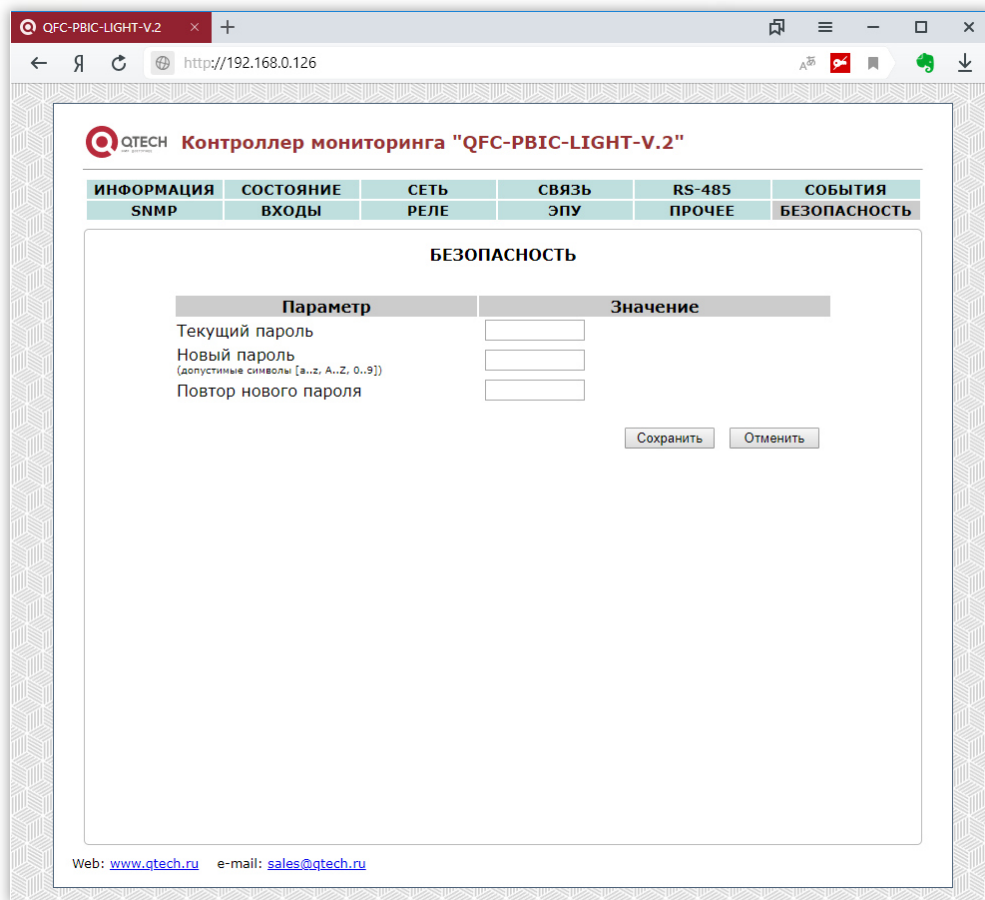 QFC-PBIC-LIGHT-V.2
http://192.168.0.126
QTECH Контроллер мониторинга "QFC-PBIC-LIGHT-V.2"
ИНФОРМАЦИЯ СОСТОЯНИЕ СЕТЬ СВЯЗЬ RS-485 СОБЫТИЯ
SNMP ВХОДЫ РЕЛЕ ЭПУ ПРОЧЕЕ БЕЗОПАСНОСТЬ
БЕЗОПАСНОСТЬ
Параметр Значение
Текущий пароль
Новый пароль
(допустимые символы [a..z, A..Z, 0..9])
Повтор нового пароля
Сохранить Отменить
Web: www.qtech.ru e-mail: sales@qtech.ru